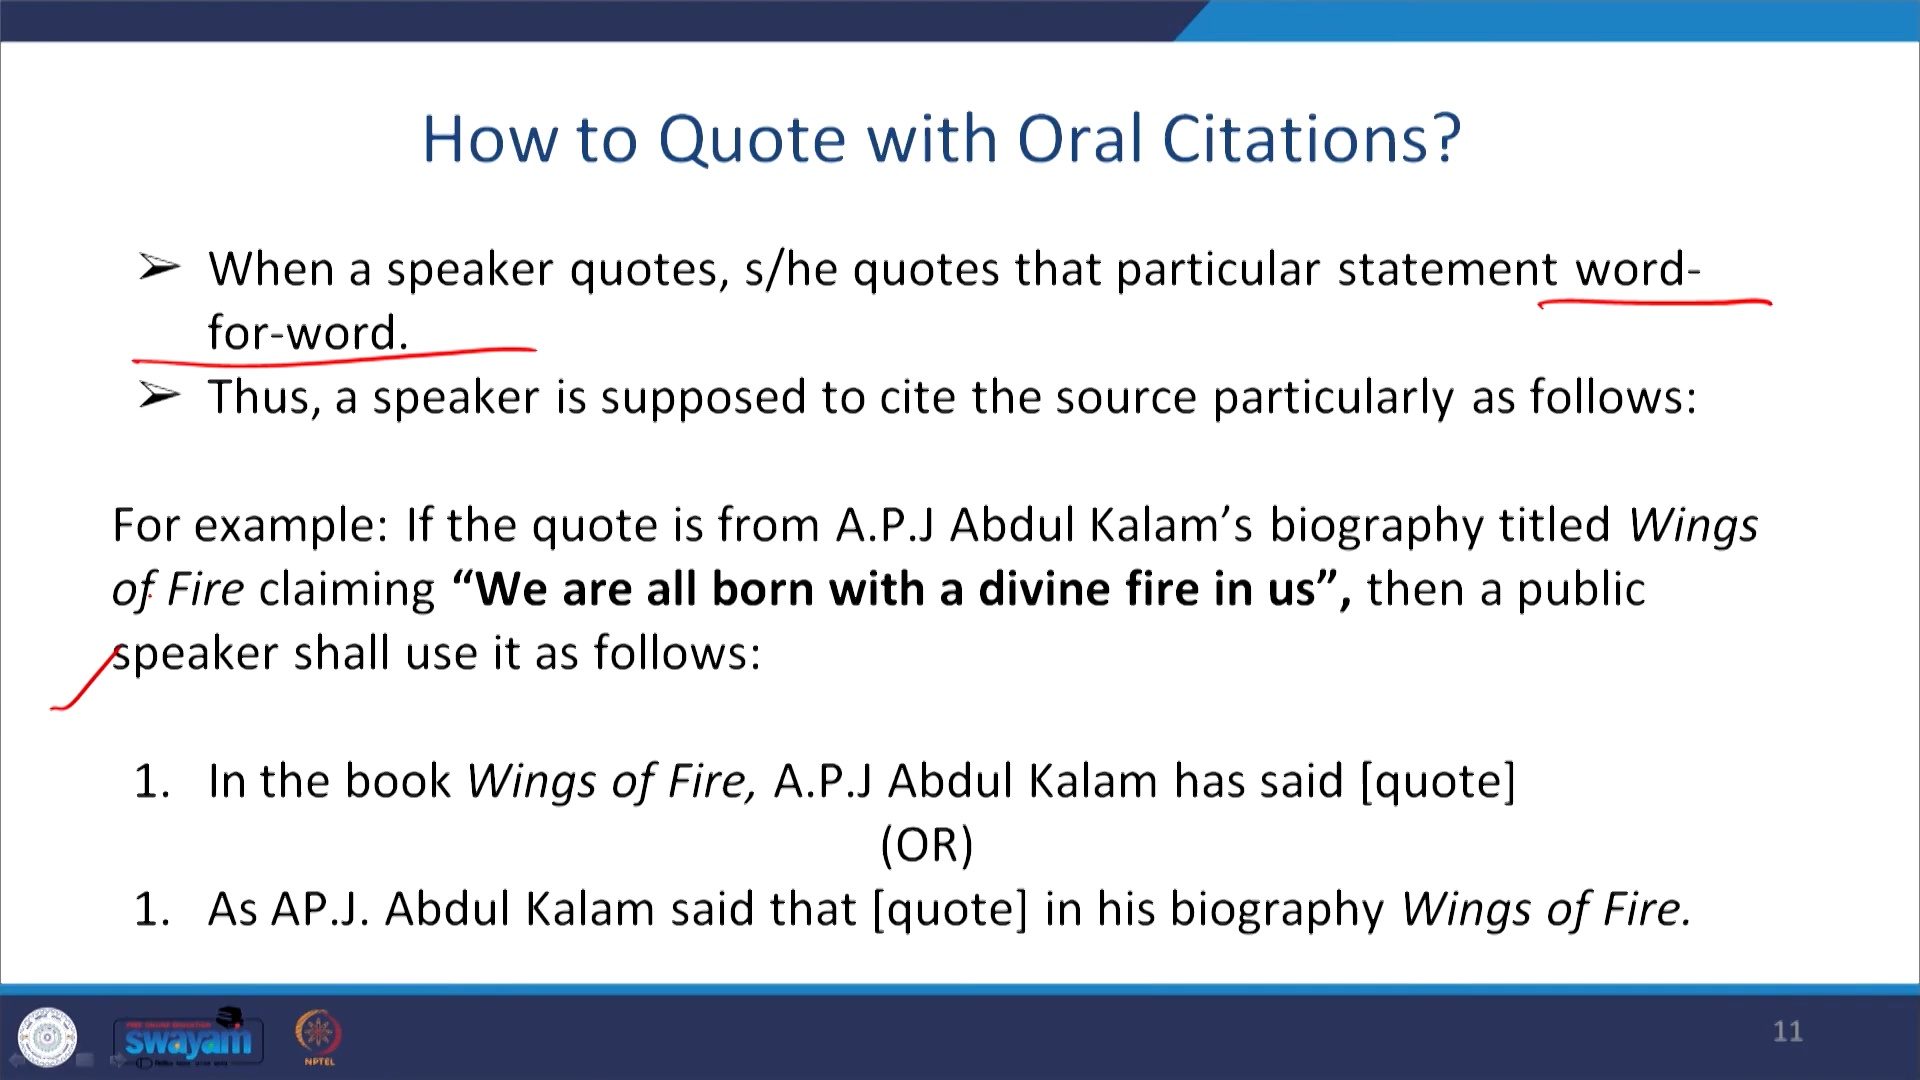 How to Quote with Oral Citations?
➢ When a speaker quotes, s/he quotes that particular statement word-
for-word.
➢ Thus, a speaker is supposed to cite the source particularly as follows:
For example: If the quote is from A.P.J Abdul Kalam’s biography titled Wings
of Fire claiming “We are all born with a divine fire in us”, then a public
speaker shall use it as follows:
1. In the book Wings of Fire, A.P.J Abdul Kalam has said [quote]
(OR)
1. As AP.J. Abdul Kalam said that [quote] in his biography Wings of Fire.
FREE ONLINE EDUCATION
swayam
NPTEL
11